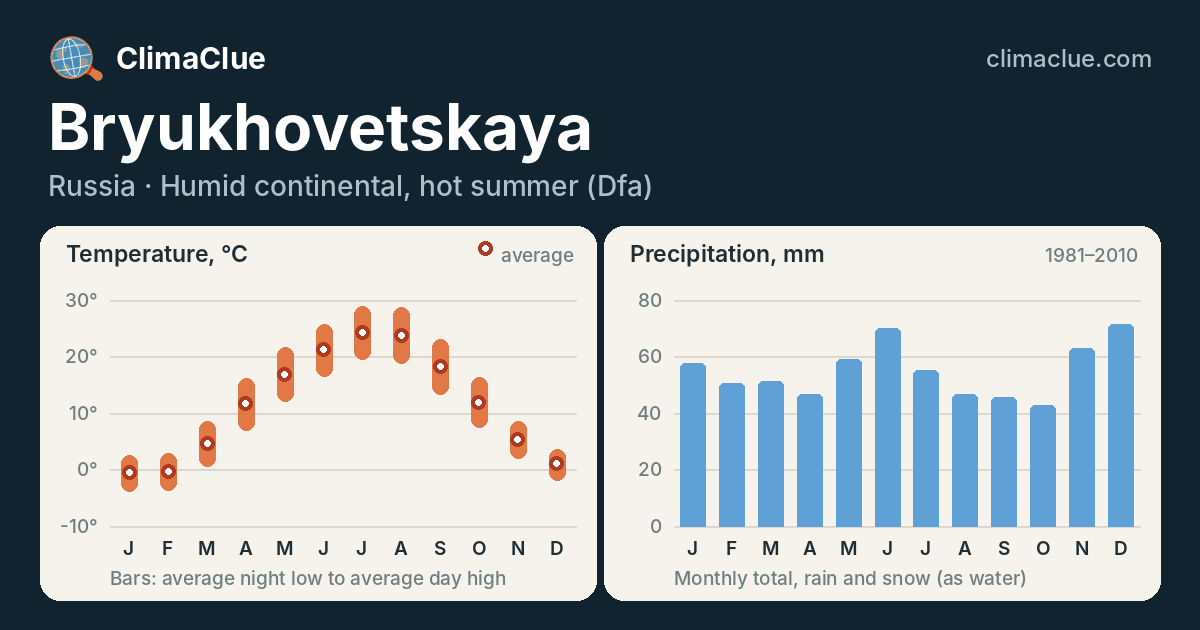 ClimaClue
climaclue.com
Bryukhovetskaya
Russia · Humid continental, hot summer (Dfa)
Temperature, °C
average
30°
20°
10°
0°
-10°
J F M A M J J A S O N D
Bars: average night low to average day high
Precipitation, mm
1981–2010
80
60
40
20
0
J F M A M J J A S O N D
Monthly total, rain and snow (as water)